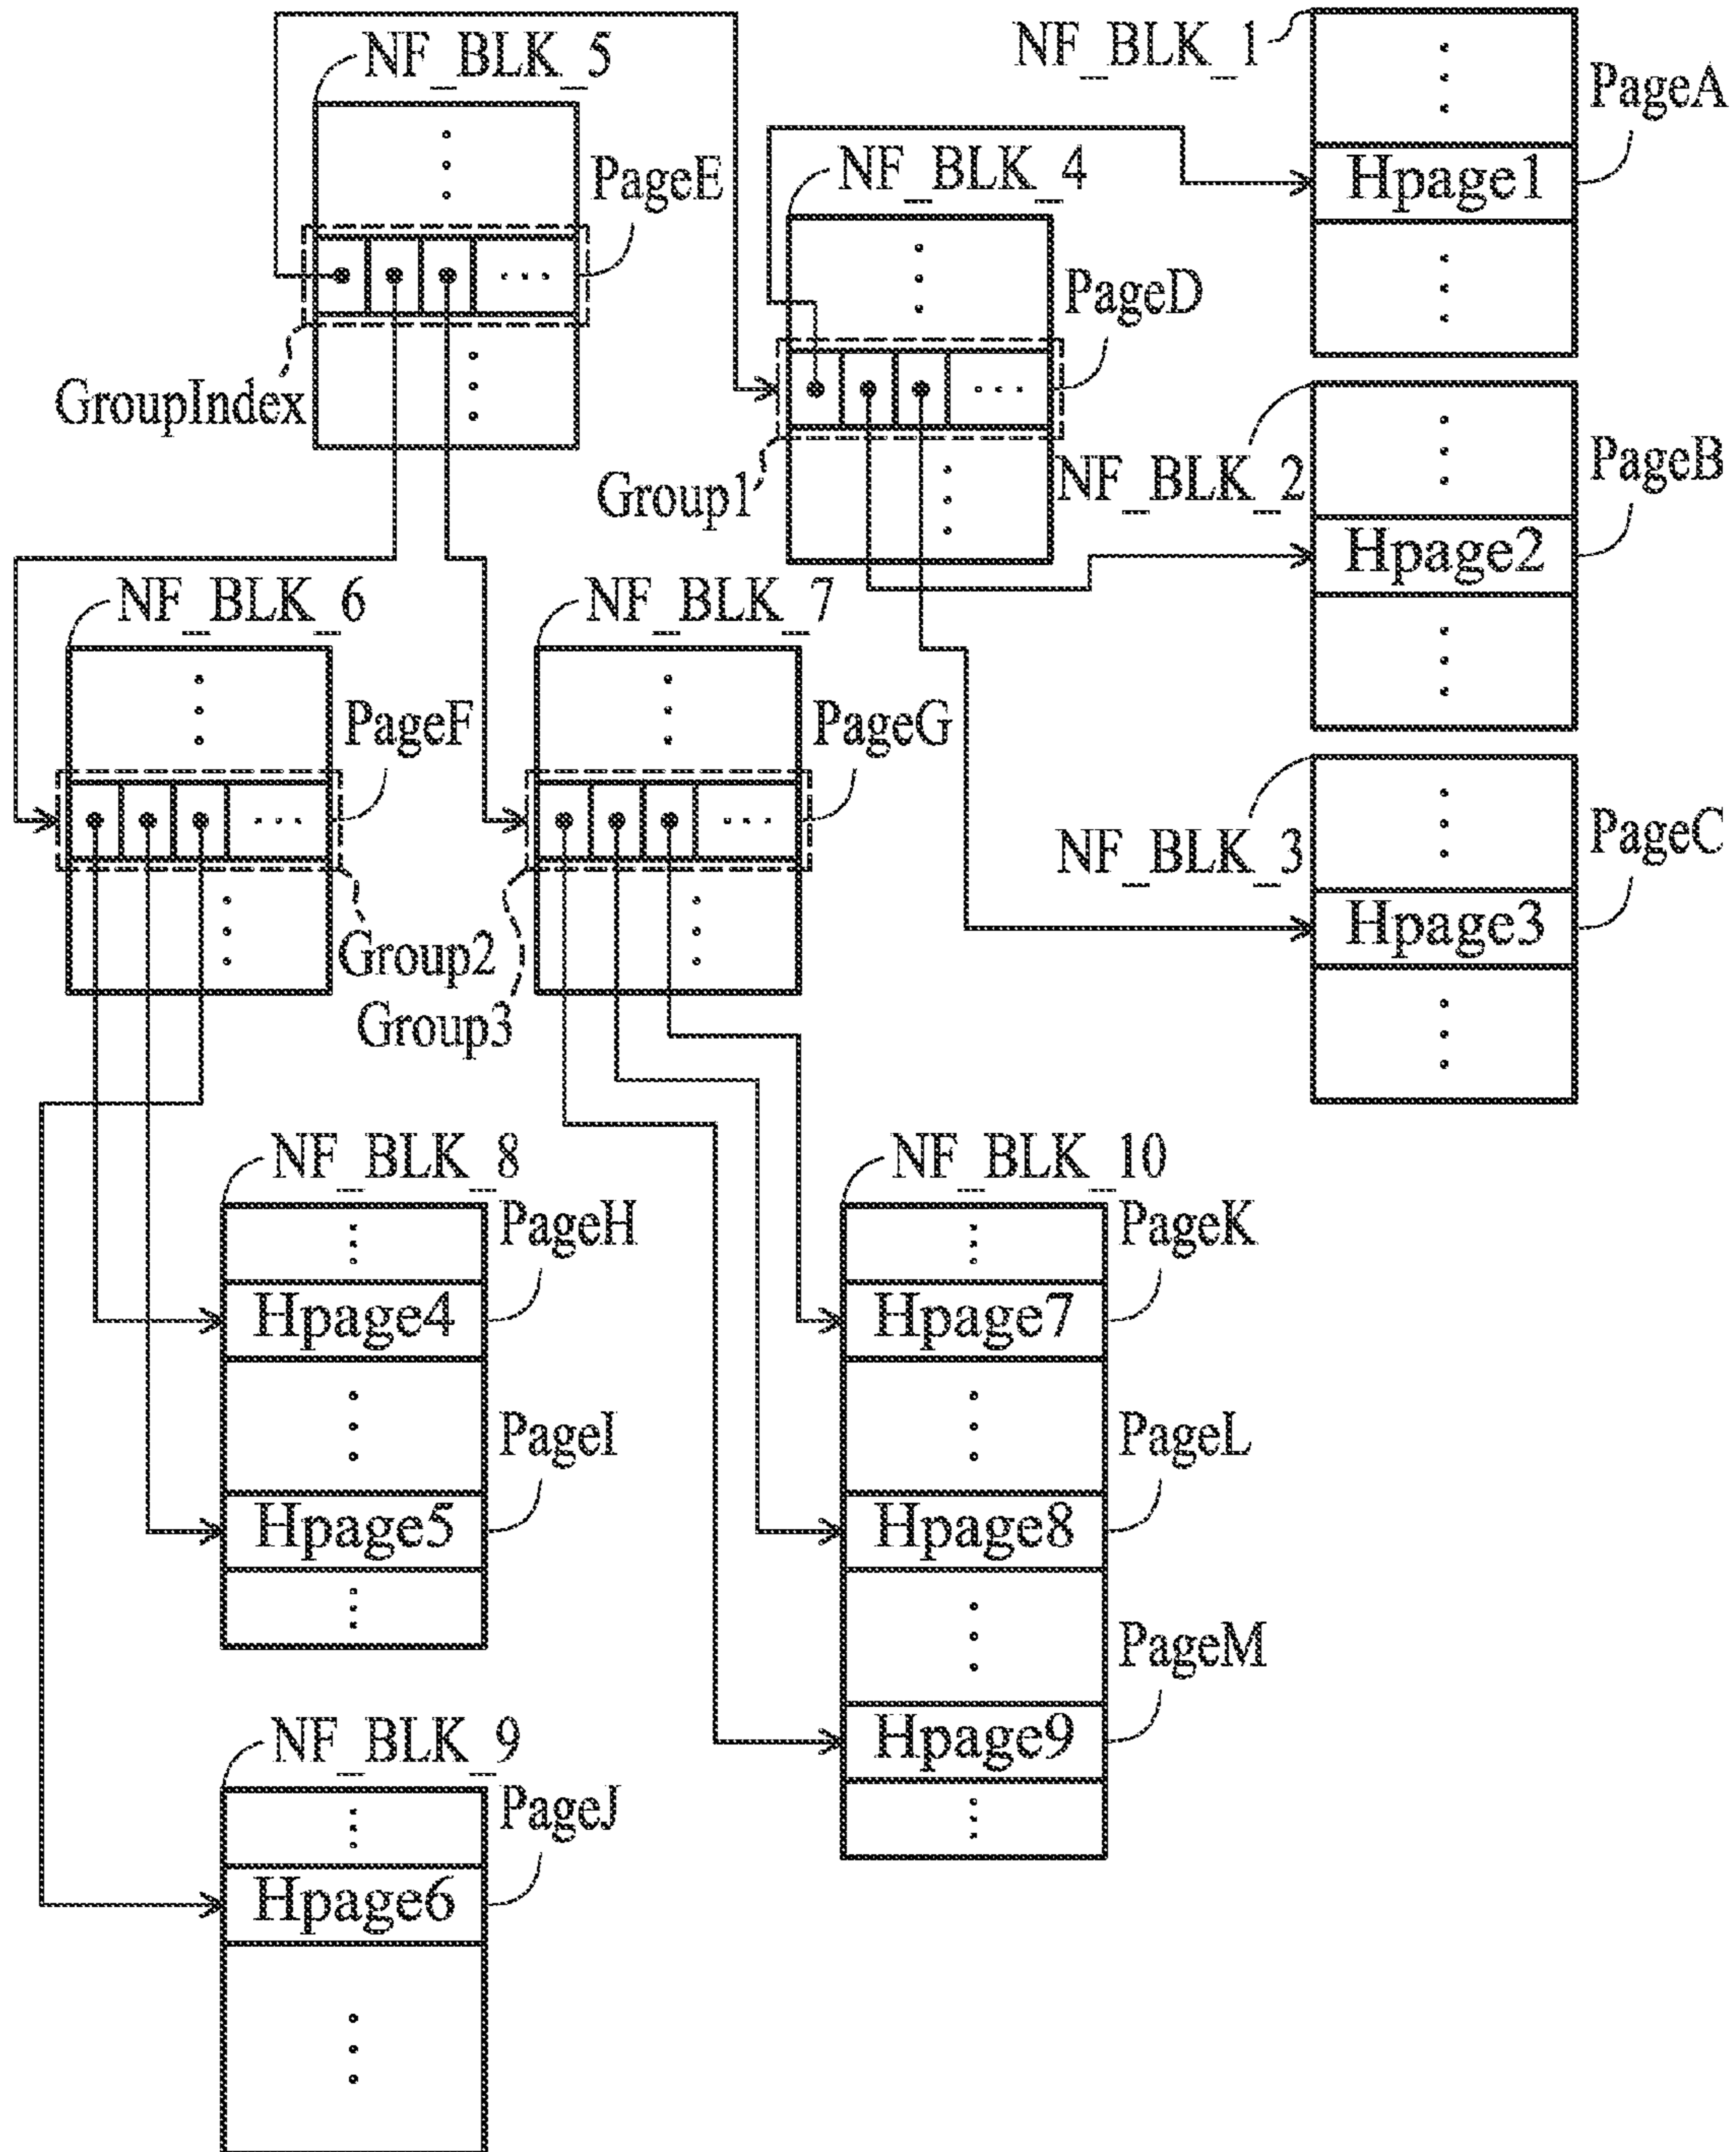 NF_BLK_5
NF_BLK_1
PageA
NF_BLK_4
PageE
Hpage1
PageD
GroupIndex
Group1
NF_BLK_2
PageB
Hpage2
NF_BLK_6
NF_BLK_7
PageF
PageG
NF_BLK_3
PageC
Hpage3
Group2
Group3
NF_BLK_8
NF_BLK_10
PageH
PageK
Hpage4
Hpage7
PageI
PageL
Hpage5
Hpage8
PageM
NF_BLK_9
Hpage9
PageJ
Hpage6